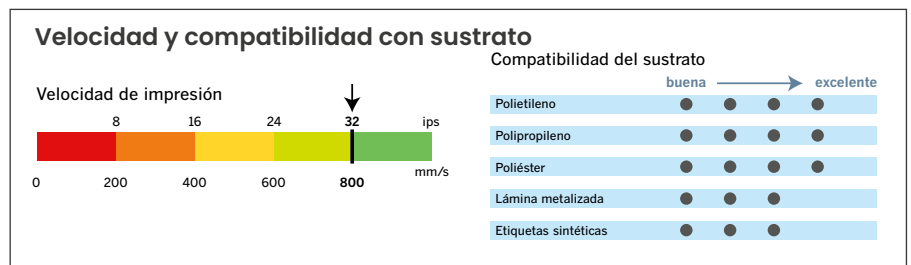 Velocidad y compatibilidad con sustrato
Velocidad de impresión
8 16 24 32 ips
mm/s
0 200 400 600 800
Compatibilidad del sustrato
buena excelente
Polietileno
Polipropileno
Poliéster
Lámina metalizada
Etiquetas sintéticas